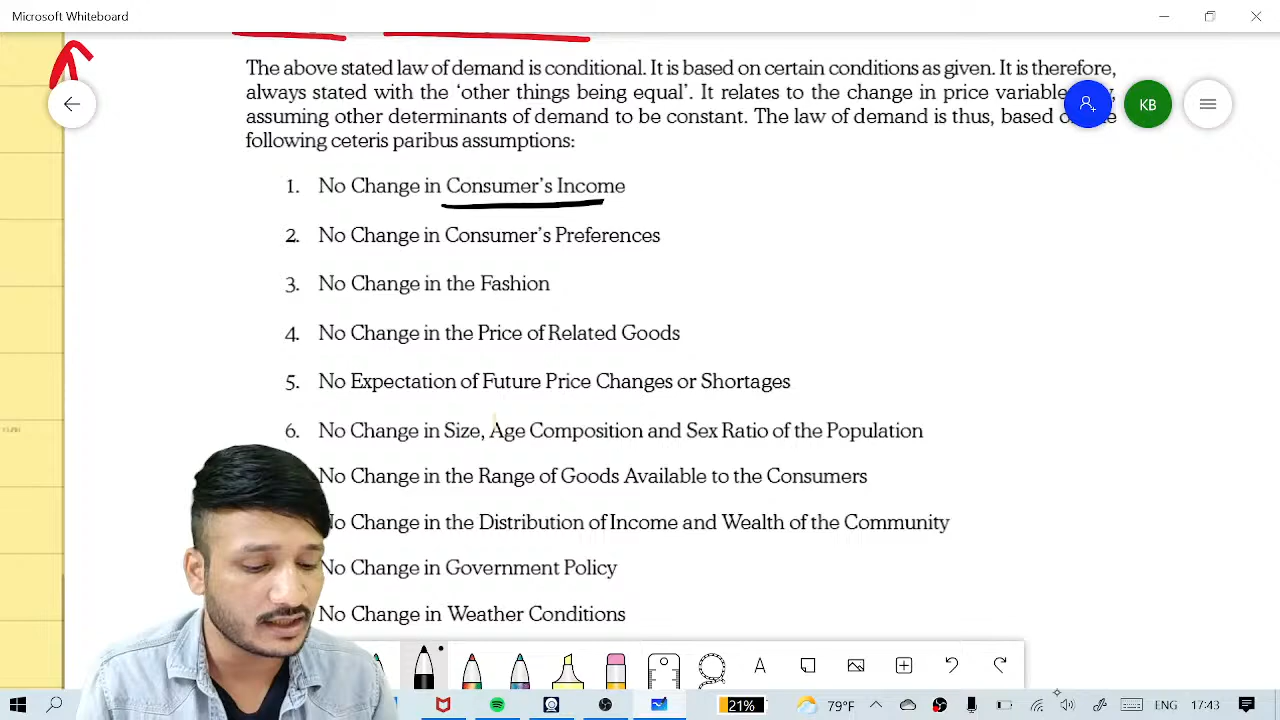 Microsoft Whiteboard
The above stated law of demand is conditional. It is based on certain conditions as given. It is therefore,
always stated with the ‘other things being equal’. It relates to the change in price variable
KB
assuming other determinants of demand to be constant. The law of demand is thus, based
following ceteris paribus assumptions:
1. No Change in Consumer’s Income
2. No Change in Consumer’s Preferences
3. No Change in the Fashion
4. No Change in the Price of Related Goods
5. No Expectation of Future Price Changes or Shortages
6. No Change in Size, Age Composition and Sex Ratio of the Population
No Change in the Range of Goods Available to the Consumers
No Change in the Distribution of Income and Wealth of the Community
No Change in Government Policy
No Change in Weather Conditions
A
21% 79°F ENG 17:43